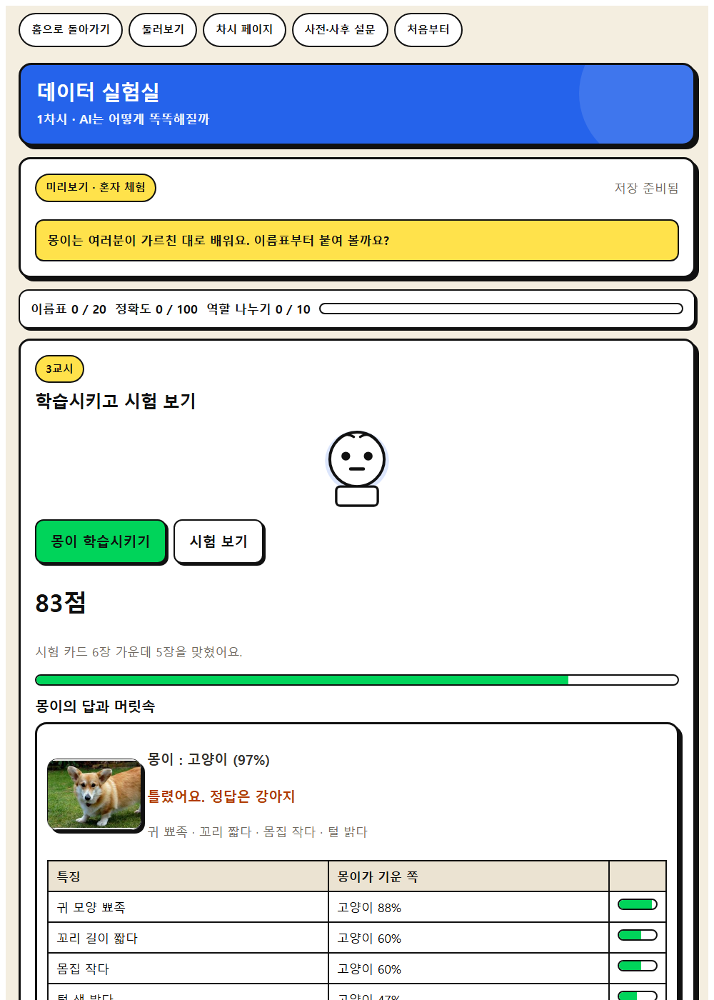 홈으로 돌아가기
둘러보기
차시 페이지
사전·사후 설문
처음부터
데이터 실험실
1차시 · AI는 어떻게 똑똑해질까
미리보기 · 혼자 체험
저장 준비됨
몽이는 여러분이 가르친 대로 배워요. 이름표부터 붙여 볼까요?
이름표 0 / 20 정확도 0 / 100 역할 나누기 0 / 10
3교시
학습시키고 시험 보기
몽이 학습시키기
시험 보기
83점
시험 카드 6장 가운데 5장을 맞혔어요.
몽이의 답과 머릿속
몽이 : 고양이 (97%)
틀렸어요. 정답은 강아지
귀 뾰족 · 꼬리 짧다 · 몸집 작다 · 털 밝다
특징 몽이가 기운 쪽
귀 모양 뾰족 고양이 88%
꼬리 길이 짧다 고양이 60%
몸집 작다 고양이 60%
털 색 밝다 고양이 47%